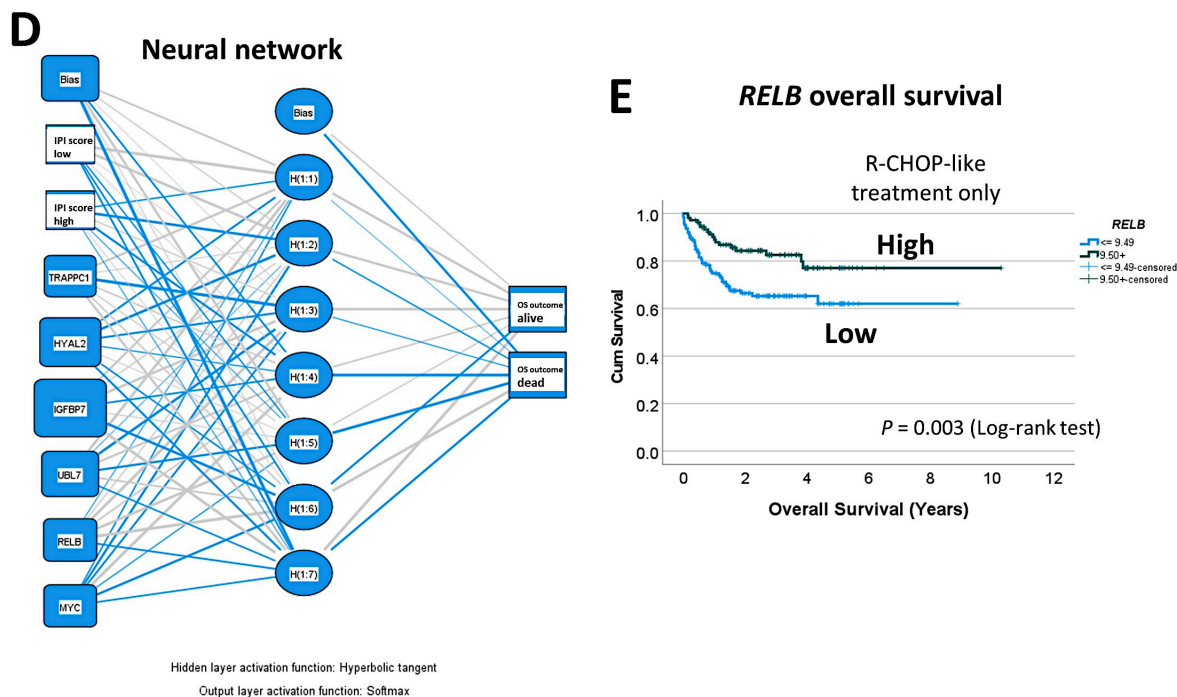 D
Neural network
Bias
IPI score
low
IPI score
high
TRAPPC1
HYAL2
IGFBP7
UBL7
RELB
MYC
Bias
H(1:1)
H(1:2)
H(1:3)
H(1:4)
H(1:5)
H(1:6)
H(1:7)
OS outcome
alive
OS outcome
dead
Hidden layer activation function: Hyperbolic tangent
Output layer activation function: Softmax
E
RELB overall survival
R-CHOP-like
treatment only
Cum Survival
1.0
0.8
0.6
0.4
0.2
0.0
High
Low
P = 0.003 (Log-rank test)
0 2 4 6 8 10 12
Overall Survival (Years)
RELB
<= 9.49
9.50+
<= 9.49-censored
9.50+-censored